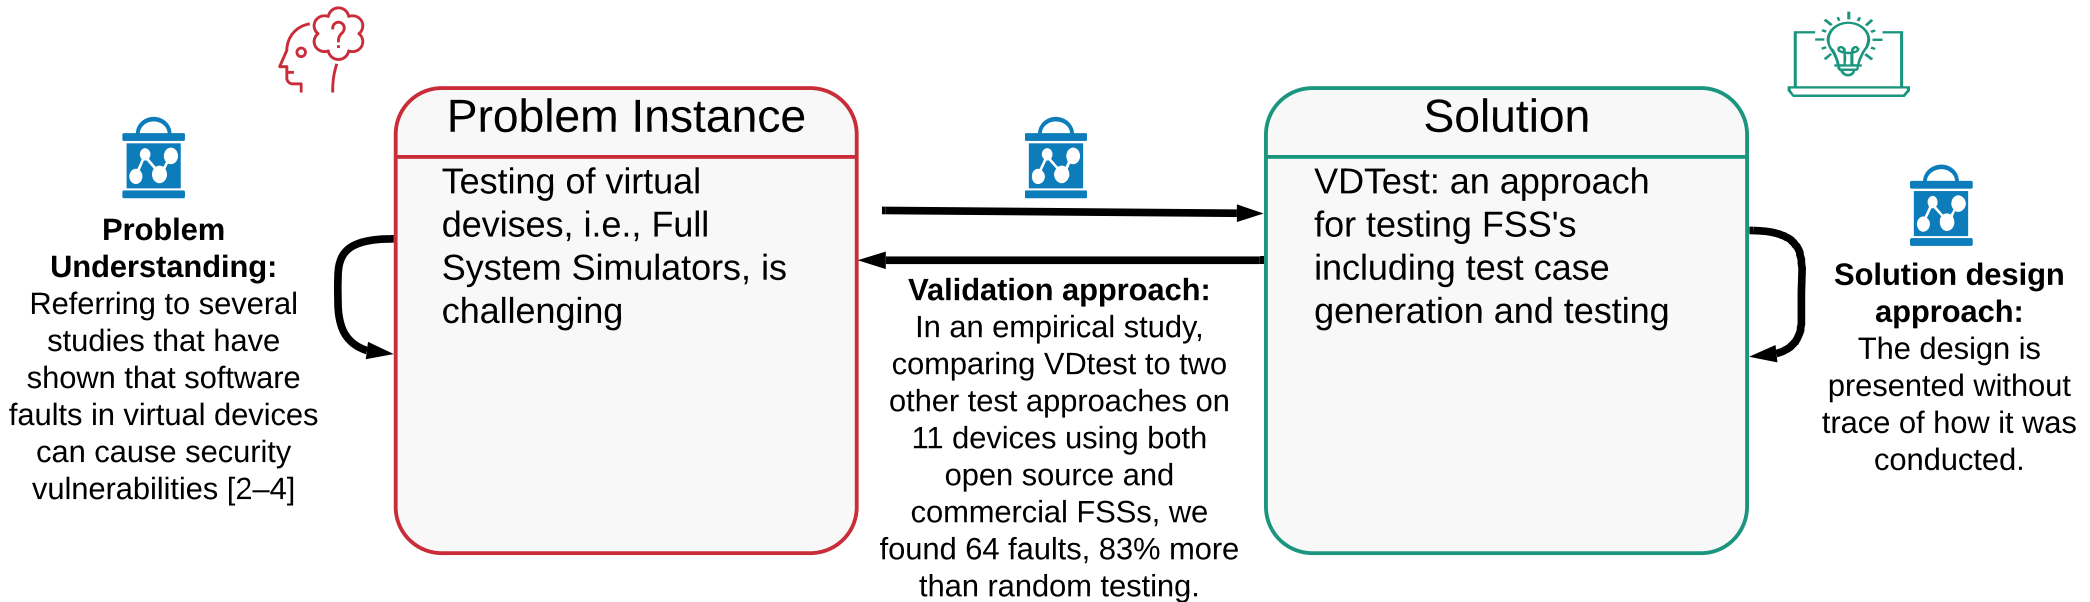 ?
Problem
Understanding:
Referring to several
studies that have
shown that software
faults in virtual devices
can cause security
vulnerabilities [2–4]
Problem Instance
Testing of virtual
devises, i.e., Full
System Simulators, is
challenging
Validation approach:
In an empirical study,
comparing VDtest to two
other test approaches on
11 devices using both
open source and
commercial FSSs, we
found 64 faults, 83% more
than random testing.
Solution
VDTest: an approach
for testing FSS's
including test case
generation and testing
Solution design
approach:
The design is
presented without
trace of how it was
conducted.